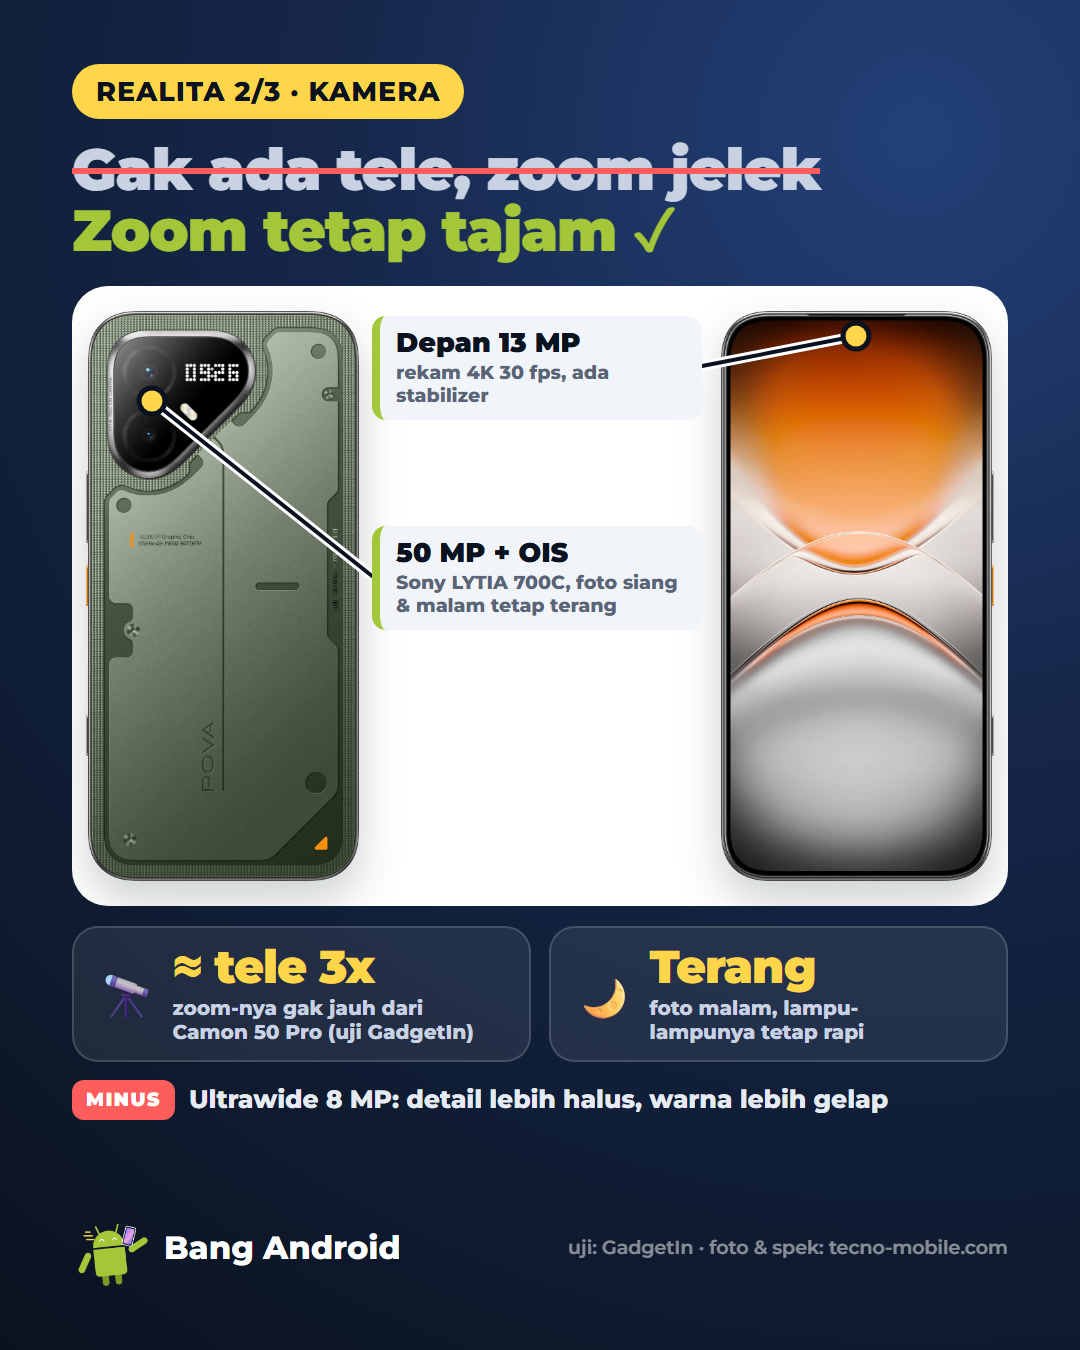 REALITA 2/3 • KAMERA
Gak ada tele, zoom jelek
Zoom tetap tajam ✓
09:26
Depan 13 MP
rekam 4K 30 fps, ada
stabilizer
50 MP + OIS
Sony LYTIA 700C, foto siang
& malam tetap terang
POVA
≈ tele 3x
zoom-nya gak jauh dari
Camon 50 Pro (uji GadgetIn)
Terang
foto malam, lampu-
lampunya tetap rapi
MINUS Ultrawide 8 MP: detail lebih halus, warna lebih gelap
Bang Android
uji: GadgetIn · foto & spek: tecno-mobile.com